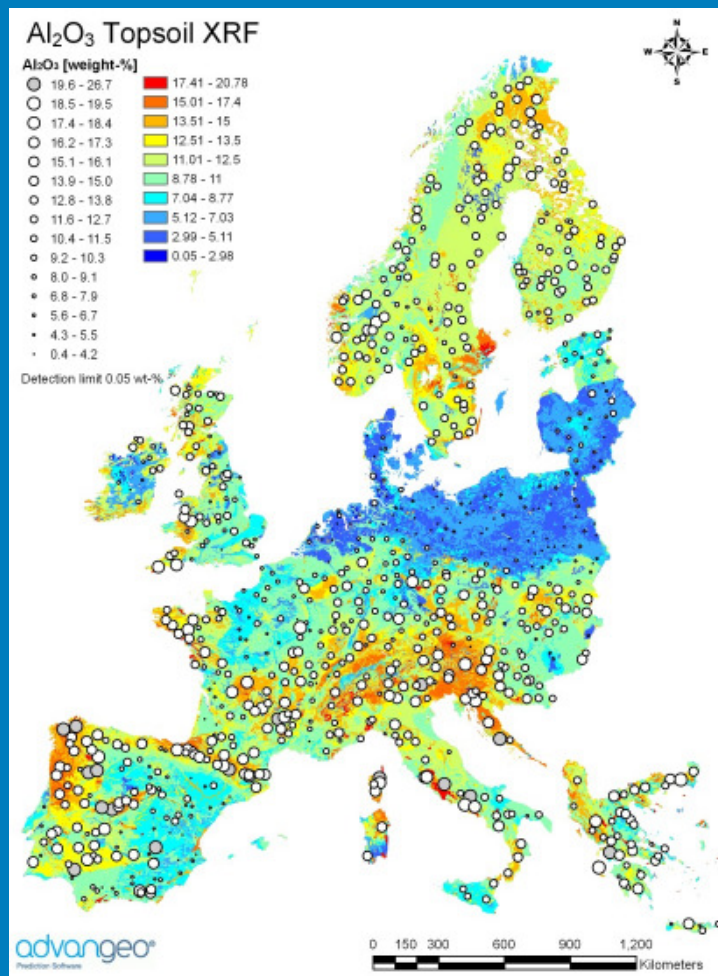 Al₂O₃ Topsoil XRF
Al₂O₃ [weight-%]
19.6 - 26.7
18.5 - 19.5
17.4 - 18.4
16.2 - 17.3
15.1 - 16.1
13.9 - 15.0
12.8 - 13.8
11.6 - 12.7
10.4 - 11.5
9.2 - 10.3
8.0 - 9.1
6.8 - 7.9
5.6 - 6.7
4.3 - 5.5
0.4 - 4.2
17.41 - 20.78
15.01 - 17.4
13.51 - 15
12.51 - 13.5
11.01 - 12.5
8.78 - 11
7.04 - 8.77
5.12 - 7.03
2.99 - 5.11
0.05 - 2.98
Detection limit 0.05 wt-%
N
W E
S
advangeo®
Prediction Software
0 150 300 600 900 1,200
Kilometers